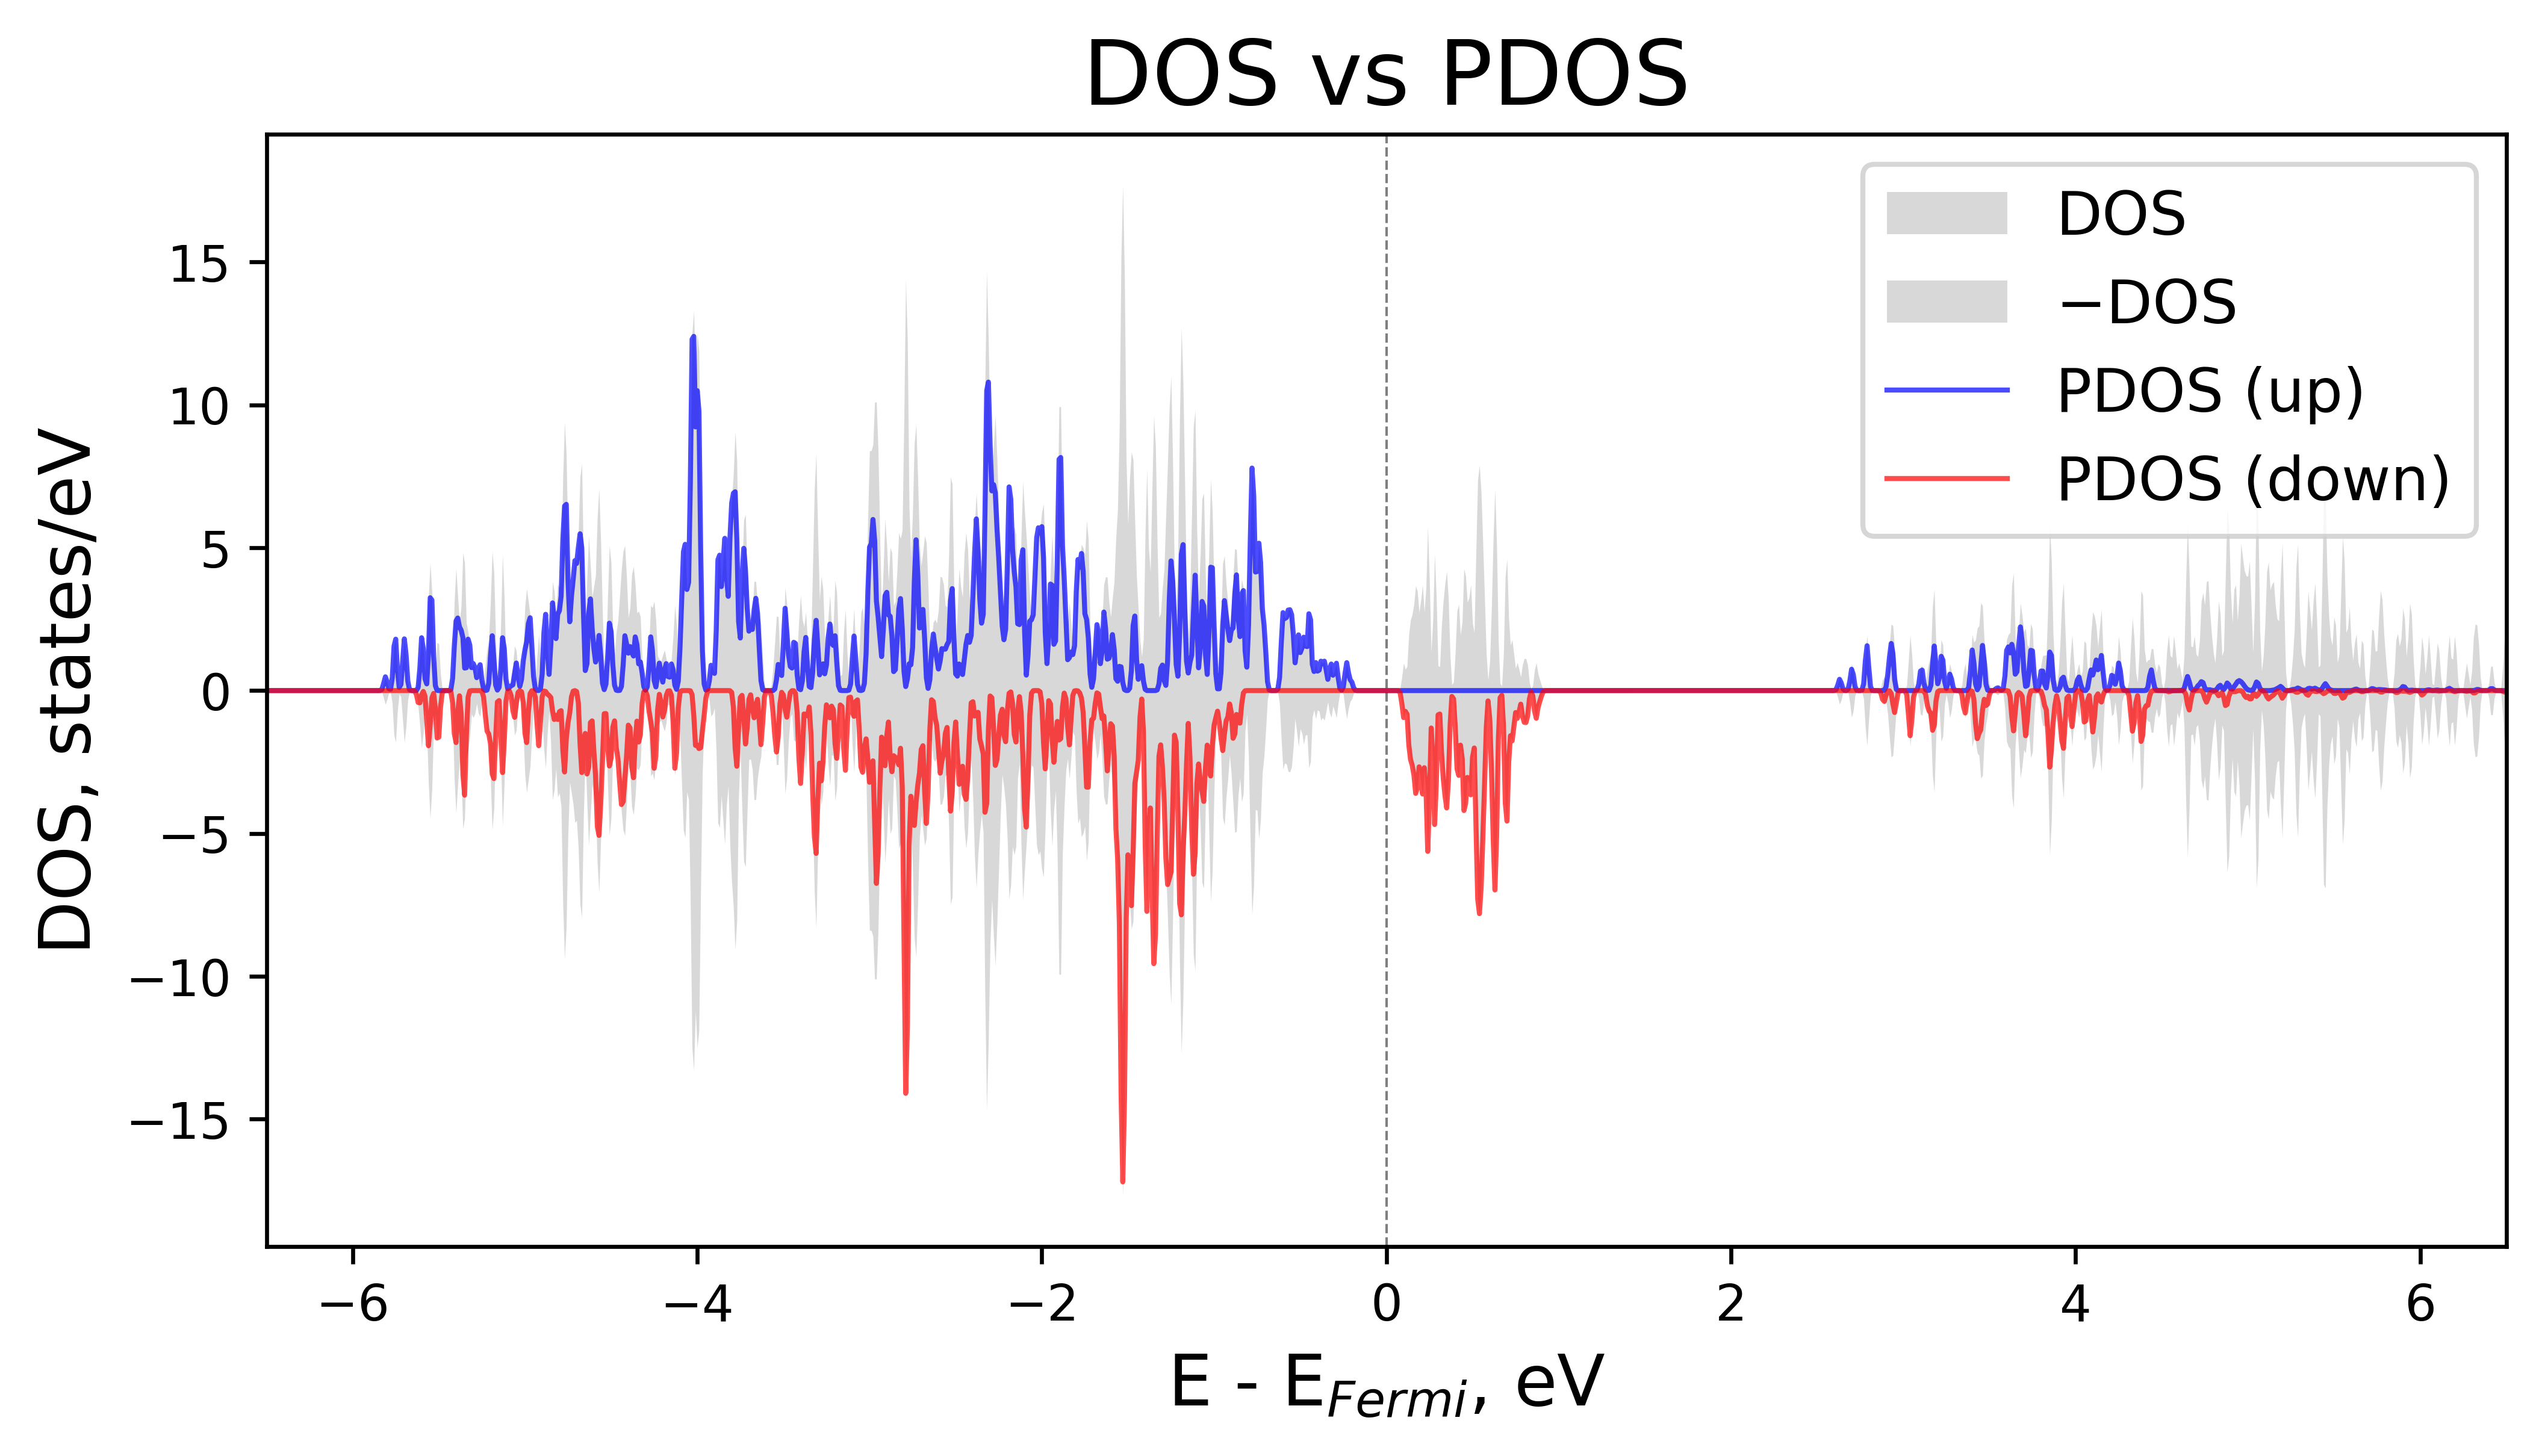 DOS vs PDOS
DOS
−DOS
PDOS (up)
PDOS (down)
DOS, states/eV
15
10
5
0
−5
−10
−15
−6
−4
−2
0
2
4
6
E - E_Fermi, eV